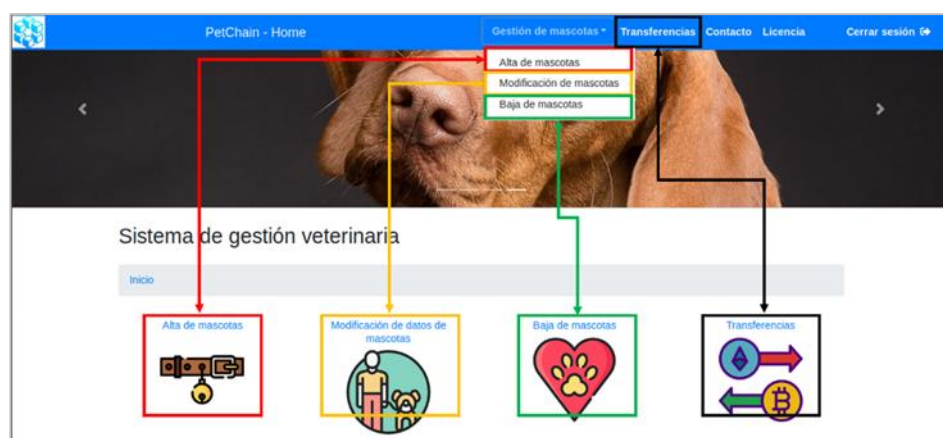 PetChain - Home
Gestión de mascotas
Transferencias
Contacto
Licencia
Cerrar sesión
Alta de mascotas
Modificación de mascotas
Baja de mascotas
Sistema de gestión veterinaria
Inicio
Alta de mascotas
Modificación de datos de
mascotas
Baja de mascotas
Transferencias